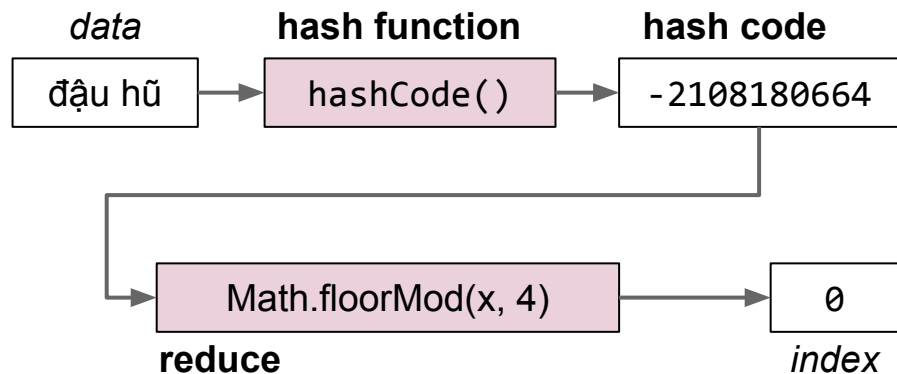 data
hash function
hash code
đậu hũ
hashCode()
-2108180664
Math.floorMod(x, 4)
0
reduce
index